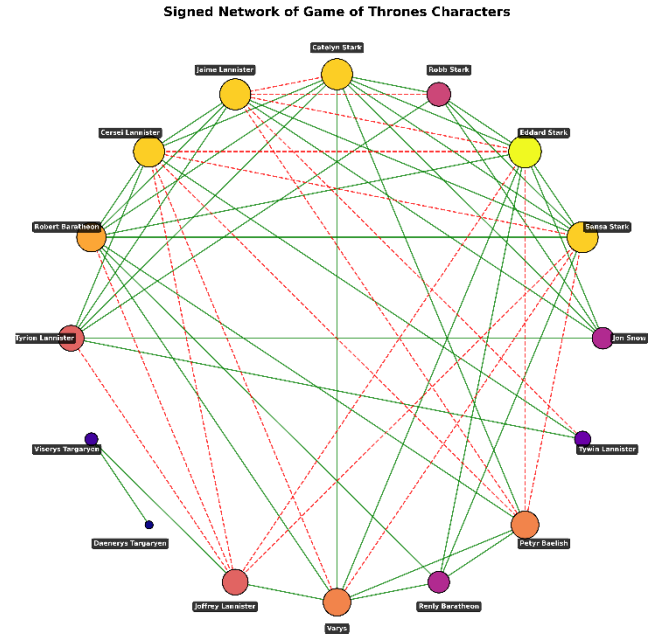 Signed Network of Game of Thrones Characters
Catelyn Stark
Jaime Lannister
Robb Stark
Cersei Lannister
Eddard Stark
Robert Baratheon
Sansa Stark
Tyrion Lannister
Jon Snow
Viserys Targaryen
Tywin Lannister
Daenerys Targaryen
Petyr Baelish
Joffrey Lannister
Renly Baratheon
Varys